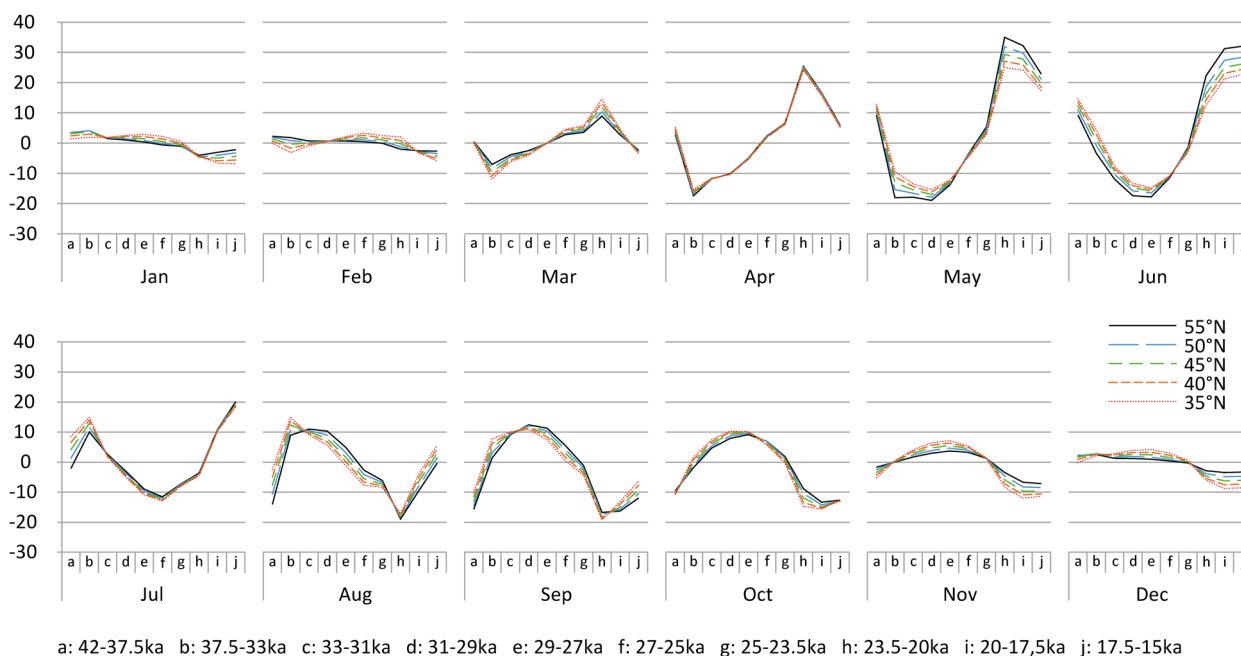 40
30
20
10
0
-10
-20
-30
a b c d e f g h i j a b c d e f g h i j a b c d e f g h i j a b c d e f g h i j a b c d e f g h i j a b c d e f g h i
Jan Feb Mar Apr May Jun
40
30
20
10
0
-10
-20
-30
55°N
50°N
45°N
40°N
35°N
a b c d e f g h i j a b c d e f g h i j a b c d e f g h i j a b c d e f g h i j a b c d e f g h i j a b c d e f g h i
Jul Aug Sep Oct Nov Dec
a: 42-37.5ka b: 37.5-33ka c: 33-31ka d: 31-29ka e: 29-27ka f: 27-25ka g: 25-23.5ka h: 23.5-20ka i: 20-17,5ka j: 17.5-15ka